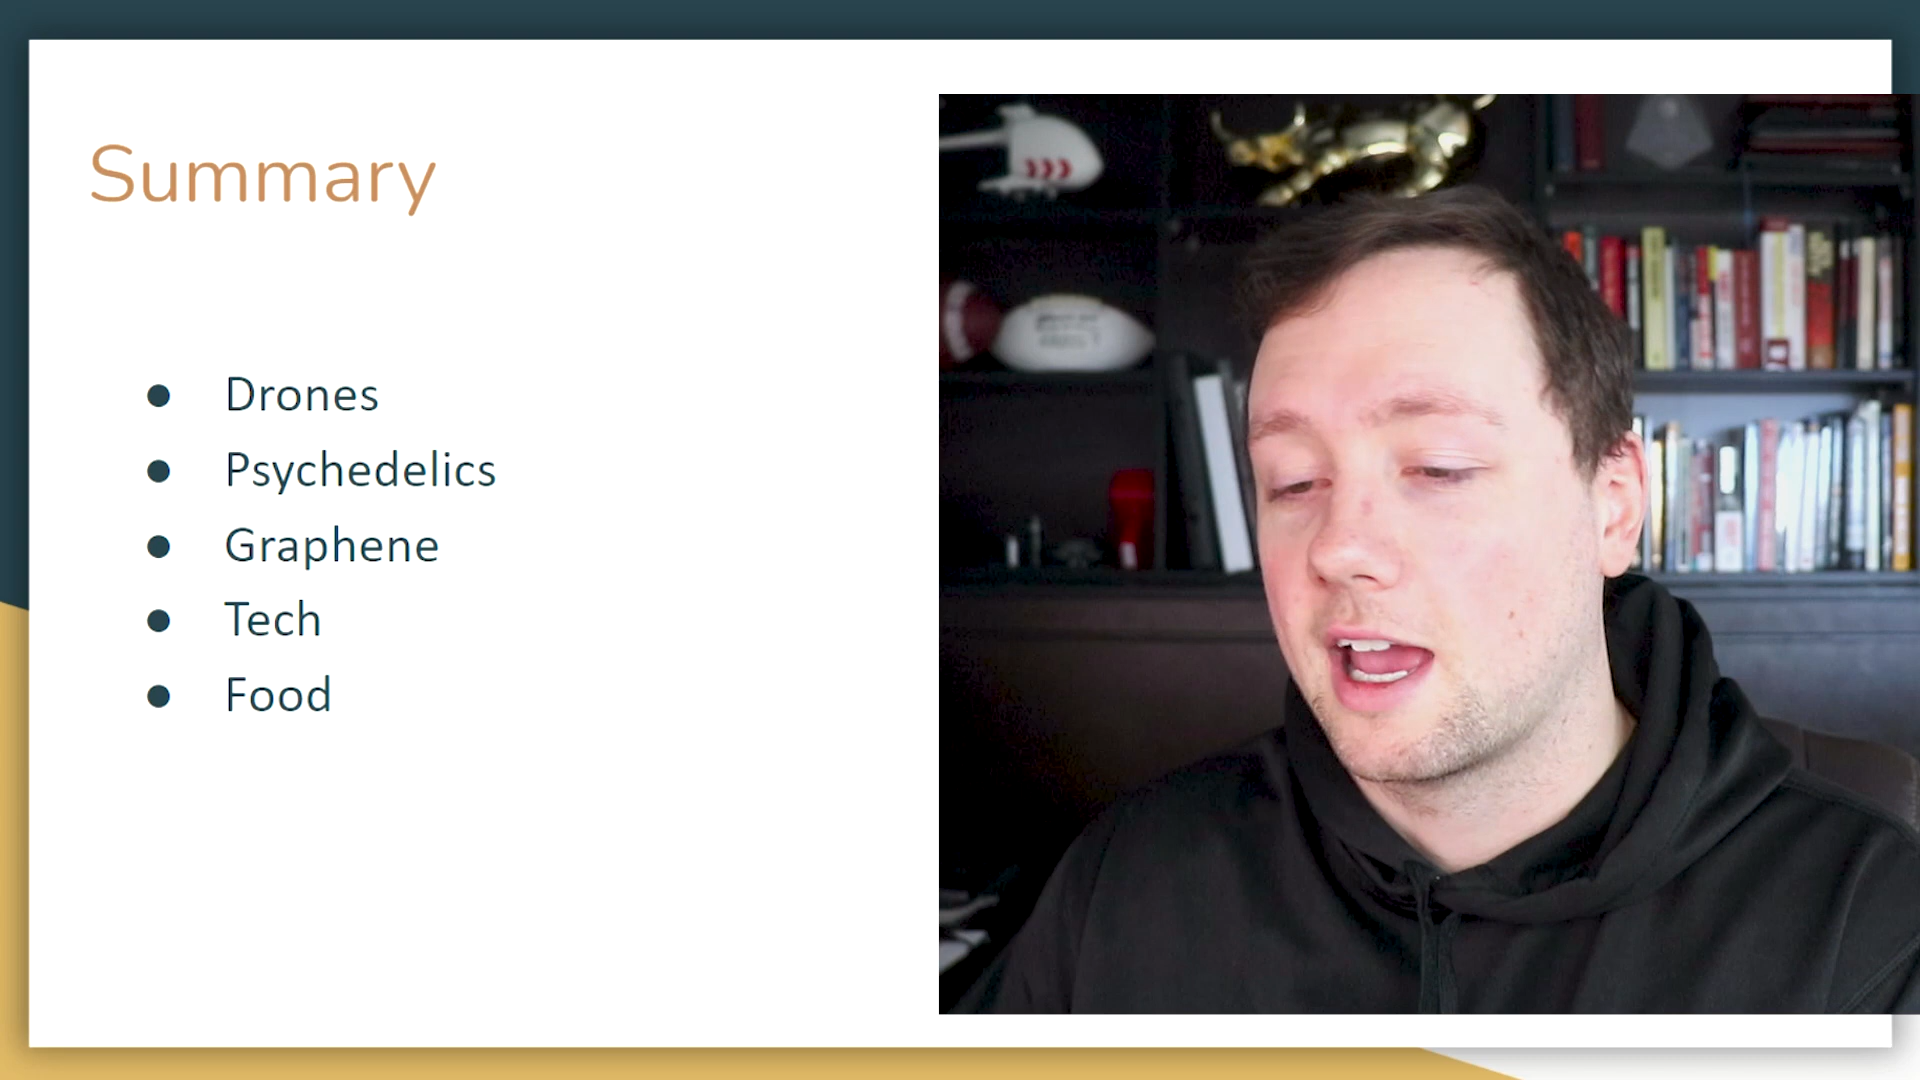 Summary
Drones
Psychedelics
Graphene
Tech
Food